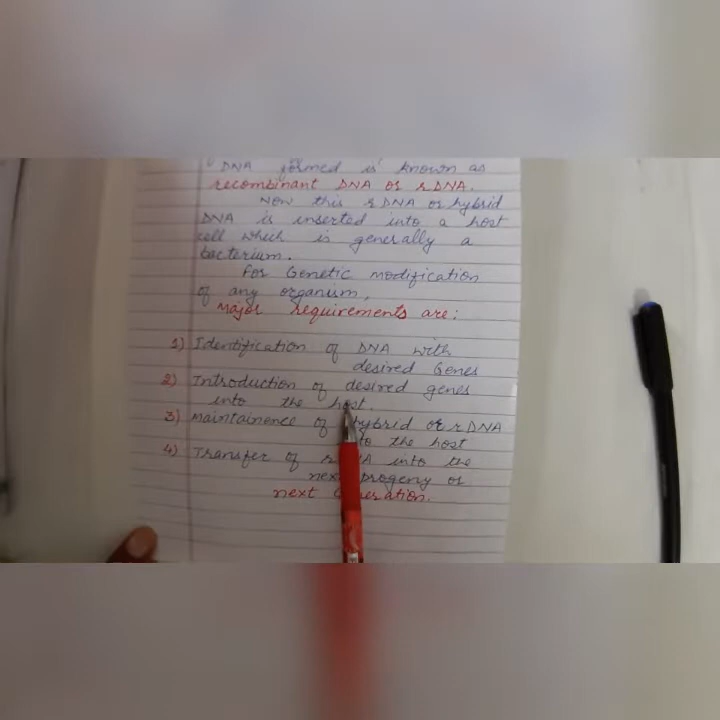 DNA formed is known as
recombinant DNA or rDNA.
Now this rDNA or hybrid
DNA is inserted into a host
cell which is generally a
bacterium.
For Genetic modification
of any organism,
Major requirements are:
1) Identification of DNA with
desired Genes
2) Introduction of desired genes
into the host.
3) Maintainence of hybrid or rDNA
to the host
4) Transfer of into the
next progeny or
next